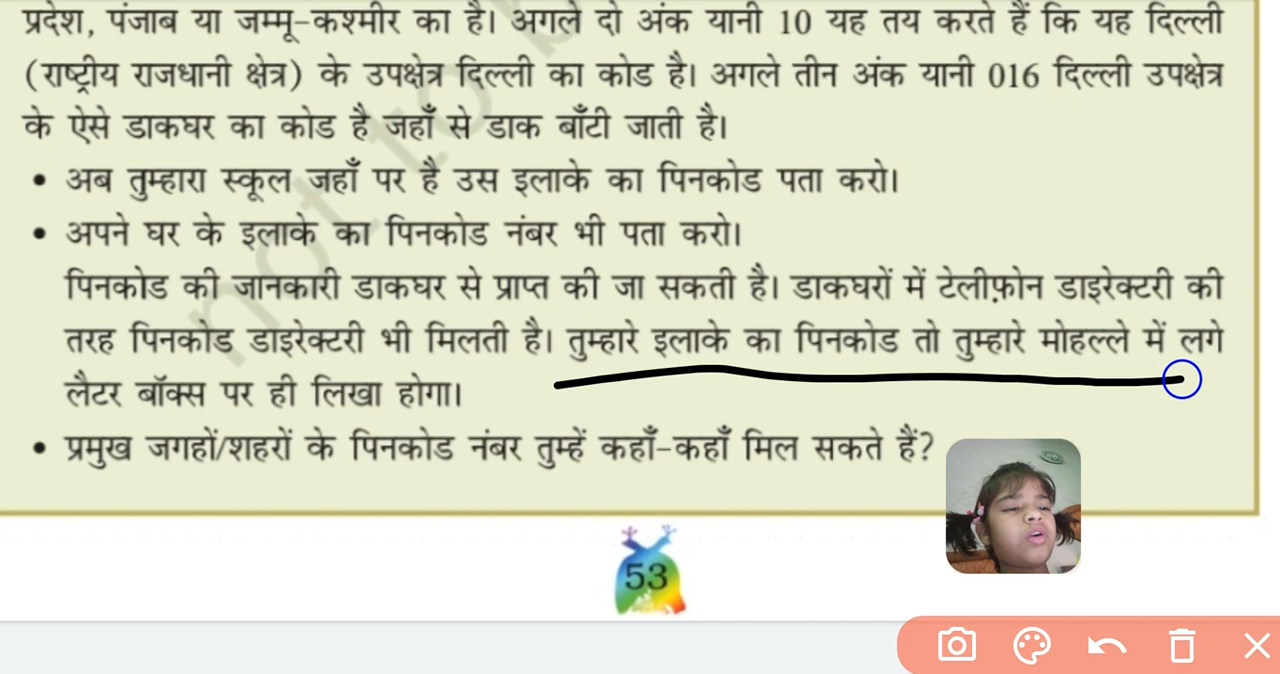 प्रदेश, पंजाब या जम्मू-कश्मीर का है। अगले दो अंक यानी 10 यह तय करते हैं कि यह दिल्ली
(राष्ट्रीय राजधानी क्षेत्र) के उपक्षेत्र दिल्ली का कोड है। अगले तीन अंक यानी 016 दिल्ली उपक्षेत्र
के ऐसे डाकघर का कोड है जहाँ से डाक बाँटी जाती है।
• अब तुम्हारा स्कूल जहाँ पर है उस इलाके का पिनकोड पता करो।
• अपने घर के इलाके का पिनकोड नंबर भी पता करो।
पिनकोड की जानकारी डाकघर से प्राप्त की जा सकती है। डाकघरों में टेलीफ़ोन डाइरेक्टरी की
तरह पिनकोड डाइरेक्टरी भी मिलती है। तुम्हारे इलाके का पिनकोड तो तुम्हारे मोहल्ले में लगे
लैटर बॉक्स पर ही लिखा होगा।
• प्रमुख जगहों/शहरों के पिनकोड नंबर तुम्हें कहाँ-कहाँ मिल सकते हैं?
53
not to b